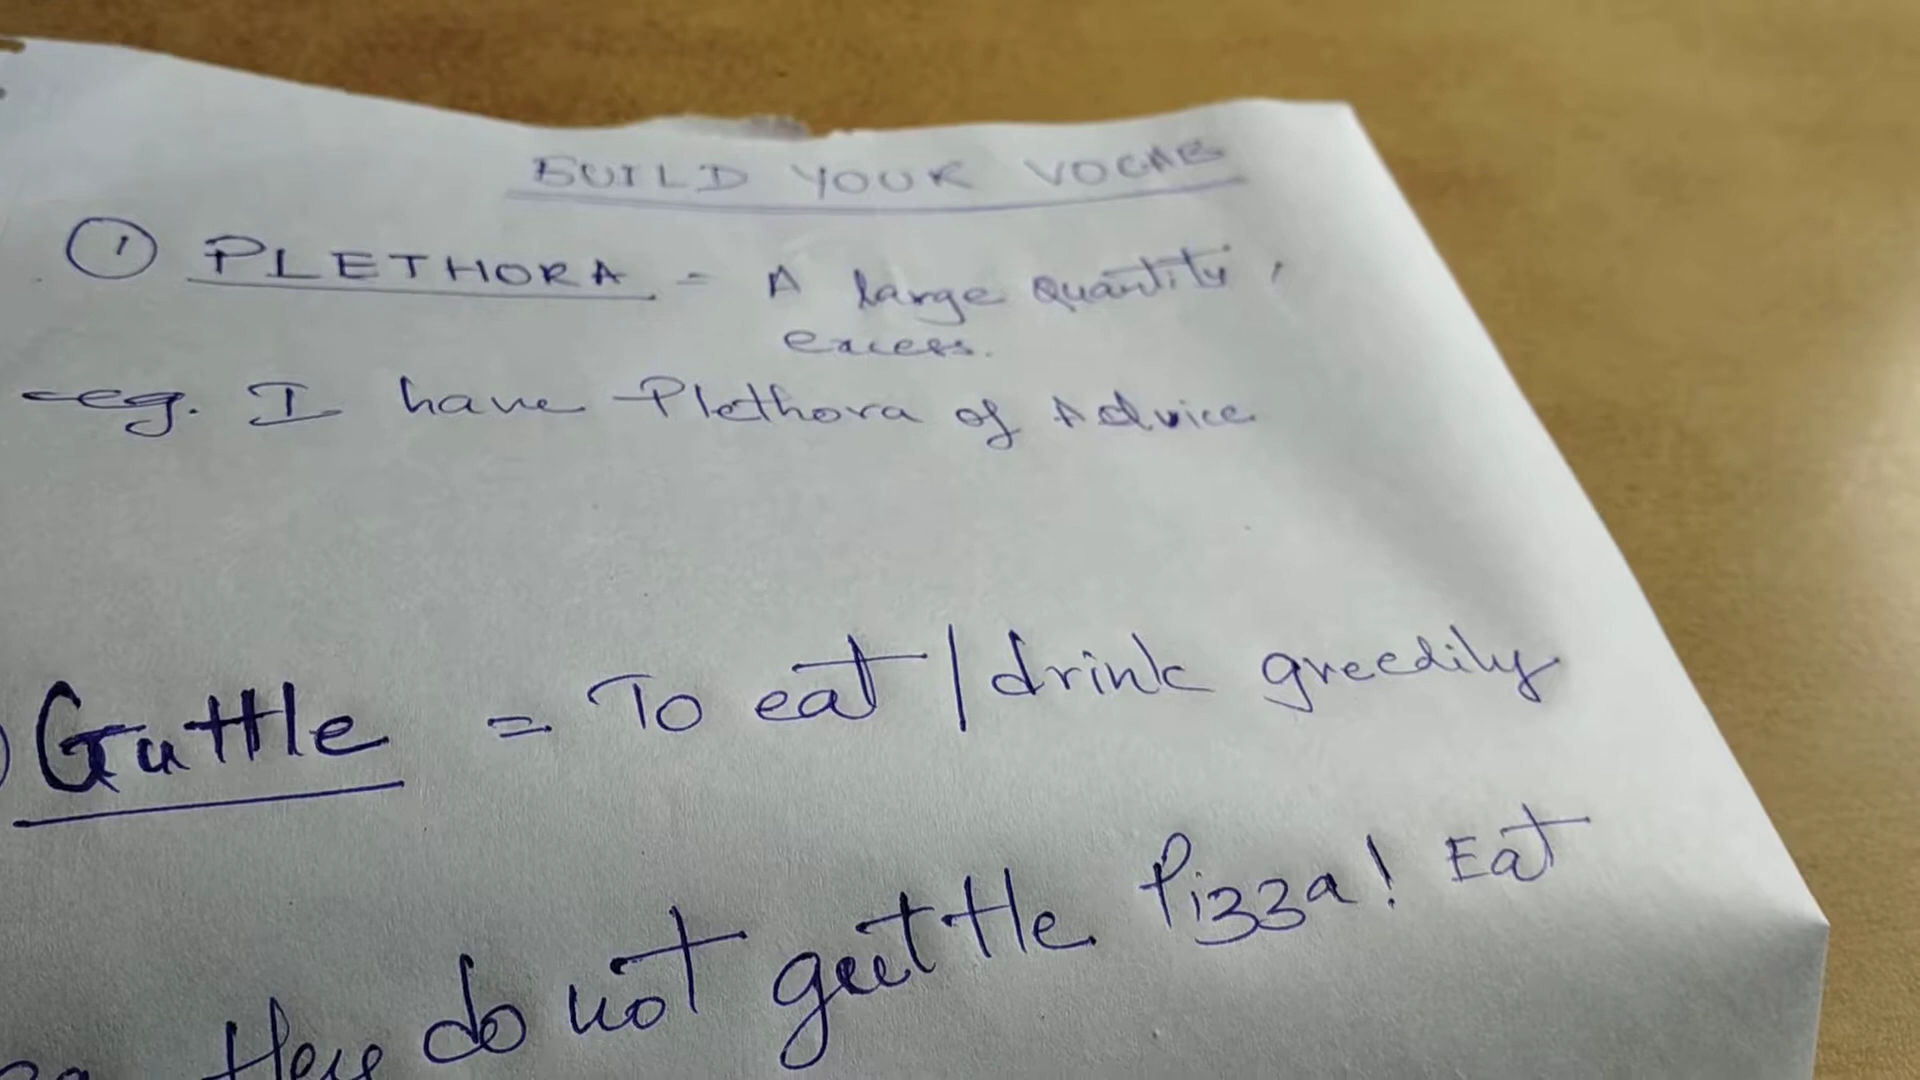 BUILD YOUR VOCAB
① PLETHORA = A large quantity,
excess.
eg. I have Plethora of Advice
Guttle = To eat / drink greedily
do not guttle Pizza! Eat